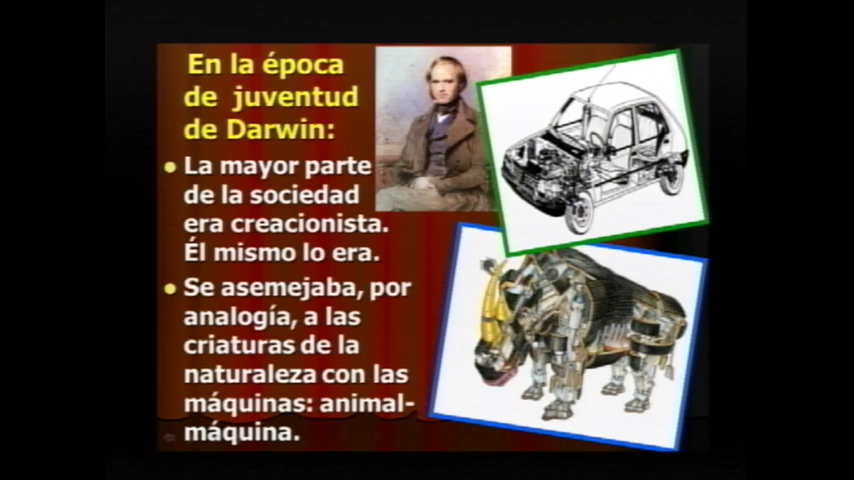 En la época
de juventud
de Darwin:
La mayor parte
de la sociedad
era creacionista.
Él mismo lo era.
Se asemejaba, por
analogía, a las
criaturas de la
naturaleza con las
máquinas: animal-
máquina.